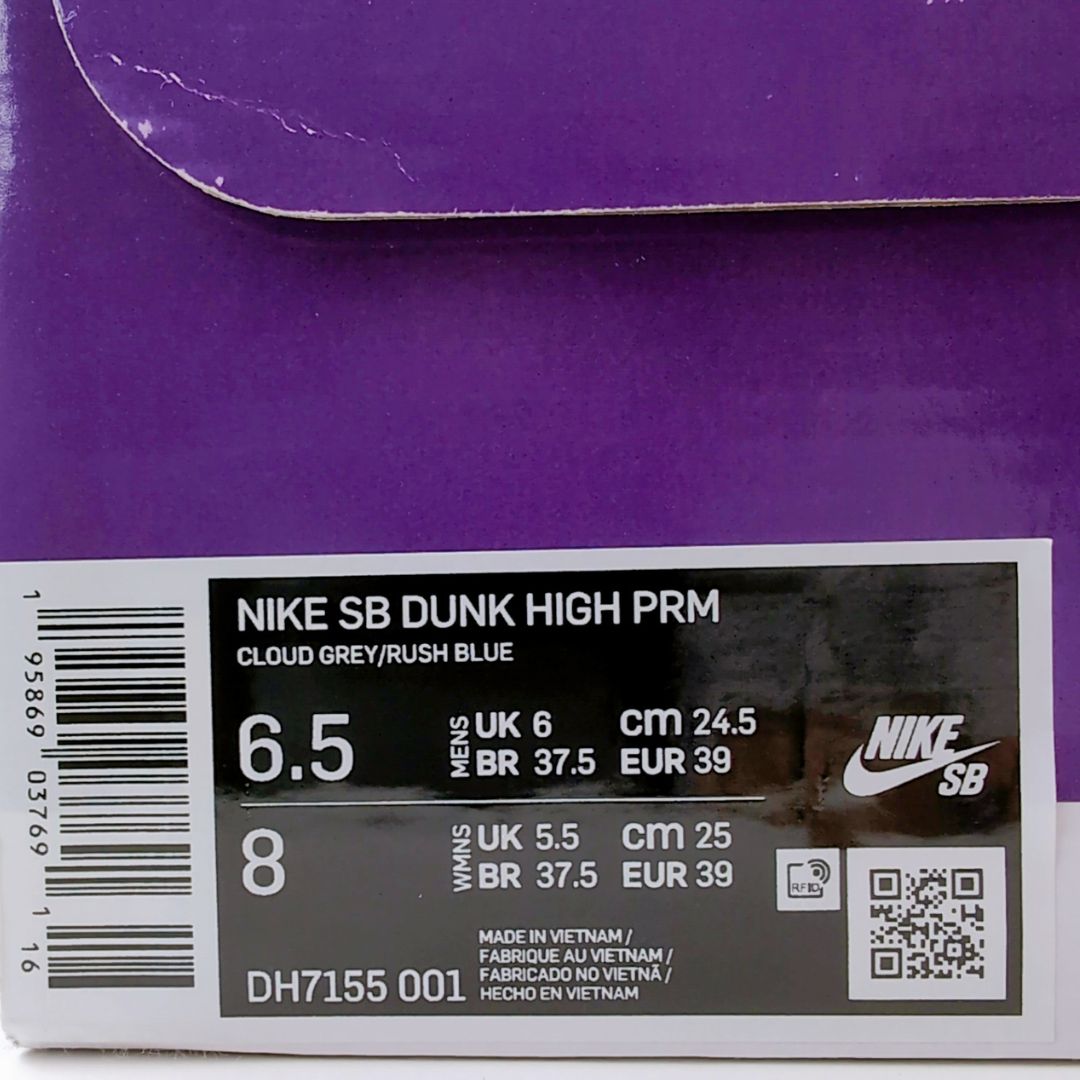 NIKE SB DUNK HIGH PRM
CLOUD GREY/RUSH BLUE
6.5 MENS UK 6 cm 24.5
BR 37.5 EUR 39
8 WMNS UK 5.5 cm 25
BR 37.5 EUR 39
NIKE
SB
RFID
MADE IN VIETNAM /
FABRIQUE AU VIETNAM /
FABRICADO NO VIETNÃ /
HECHO EN VIETNAM
DH7155 001
1 95869 03769 1 16